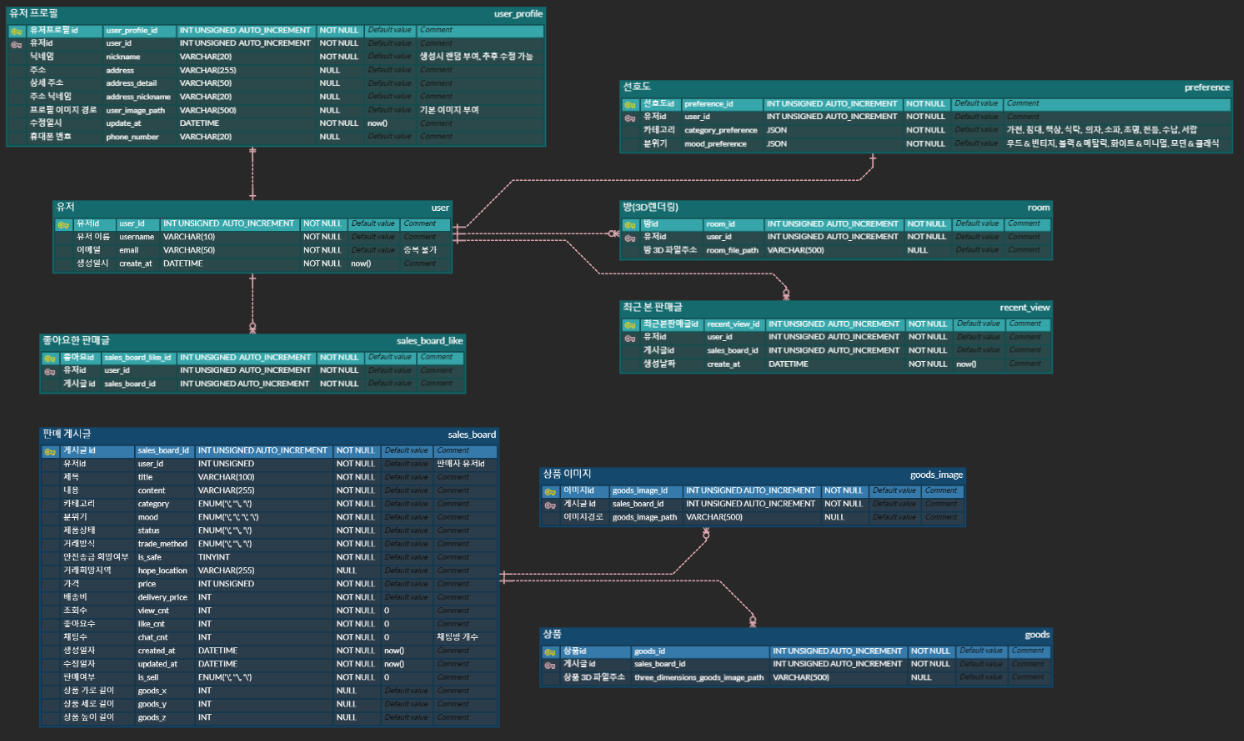 유저 프로필 user_profile
유저프로필 id user_profile_id INT UNSIGNED AUTO_INCREMENT NOT NULL Default value Comment
유저id user_id INT UNSIGNED AUTO_INCREMENT NOT NULL Default value Comment
닉네임 nickname VARCHAR(20) NOT NULL Default value 생성시 랜덤 부여, 추후 수정 가능
주소 address VARCHAR(255) NULL Default value Comment
상세 주소 address_detail VARCHAR(50) NULL Default value Comment
주소 닉네임 address_nickname VARCHAR(20) NULL Default value Comment
프로필 이미지 경로 user_image_path VARCHAR(500) NULL Default value 기본 이미지 부여
수정일시 update_at DATETIME NOT NULL now() Comment
휴대폰 번호 phone_number VARCHAR(20) NULL Default value Comment
선호도 preference
선호도id preference_id INT UNSIGNED AUTO_INCREMENT NOT NULL Default value Comment
유저id user_id INT UNSIGNED AUTO_INCREMENT NOT NULL Default value Comment
카테고리 category_preference JSON NOT NULL Default value 가전, 침대, 책상, 식탁, 의자, 소파, 조명, 전등, 수납, 서랍
분위기 mood_preference JSON NOT NULL Default value 우드 & 빈티지, 블랙 & 메탈릭, 화이트 & 미니멀, 모던 & 클래식
유저 user
유저id user_id INT UNSIGNED AUTO_INCREMENT NOT NULL Default value Comment
유저 이름 username VARCHAR(10) NOT NULL Default value Comment
이메일 email VARCHAR(50) NOT NULL Default value 중복 불가
생성일시 create_at DATETIME NOT NULL now() Comment
방(3D렌더링) room
방id room_id INT UNSIGNED AUTO_INCREMENT NOT NULL Default value Comment
유저id user_id INT UNSIGNED AUTO_INCREMENT NOT NULL Default value Comment
방 3D 파일주소 room_file_path VARCHAR(500) NULL Default value Comment
최근 본 판매글 recent_view
최근본판매글id recent_view_id INT UNSIGNED AUTO_INCREMENT NOT NULL Default value Comment
유저id user_id INT UNSIGNED AUTO_INCREMENT NOT NULL Default value Comment
게시글id sales_board_id INT UNSIGNED AUTO_INCREMENT NOT NULL Default value Comment
생성날짜 create_at DATETIME NOT NULL now() Comment
좋아요한 판매글 sales_board_like
좋아요id sales_board_like_id INT UNSIGNED AUTO_INCREMENT NOT NULL Default value Comment
유저id user_id INT UNSIGNED AUTO_INCREMENT NOT NULL Default value Comment
게시글 id sales_board_id INT UNSIGNED AUTO_INCREMENT NOT NULL Default value Comment
판매 게시글 sales_board
게시글 id sales_board_id INT UNSIGNED AUTO_INCREMENT NOT NULL Default value Comment
유저id user_id INT UNSIGNED NOT NULL Default value 판매자 유저id
제목 title VARCHAR(100) NOT NULL Default value Comment
내용 content VARCHAR(255) NOT NULL Default value Comment
카테고리 category NOT NULL Default value Comment
분위기 mood NOT NULL Default value Comment
제품상태 status NOT NULL Default value Comment
거래방식 trade_method NOT NULL Default value Comment
안전송금 희망여부 is_safe TINYINT NOT NULL Default value Comment
거래희망지역 hope_location VARCHAR(255) NULL Default value Comment
가격 price INT UNSIGNED NOT NULL Default value Comment
배송비 delivery_price INT NOT NULL Default value Comment
조회수 view_cnt INT NOT NULL 0 Comment
좋아요수 like_cnt INT NOT NULL 0 Comment
채팅수 chat_cnt INT NOT NULL 0 채팅방 개수
생성일자 created_at DATETIME NOT NULL now() Comment
수정일자 updated_at DATETIME NOT NULL now() Comment
판매여부 is_sell NOT NULL 0 Comment
상품 가로 길이 goods_x INT NULL Default value Comment
상품 세로 길이 goods_y INT NULL Default value Comment
상품 높이 길이 goods_z INT NULL Default value Comment
상품 이미지 goods_image
이미지id goods_image_id INT UNSIGNED AUTO_INCREMENT NOT NULL Default value Comment
게시글 id sales_board_id INT UNSIGNED AUTO_INCREMENT NOT NULL Default value Comment
이미지경로 goods_image_path VARCHAR(500) NULL Default value Comment
상품 goods
상품id goods_id INT UNSIGNED AUTO_INCREMENT NOT NULL Default value Comment
게시글 id sales_board_id INT UNSIGNED AUTO_INCREMENT NOT NULL Default value Comment
상품 3D 파일주소 three_dimensions_goods_image_path VARCHAR(500) NULL Default value Comment